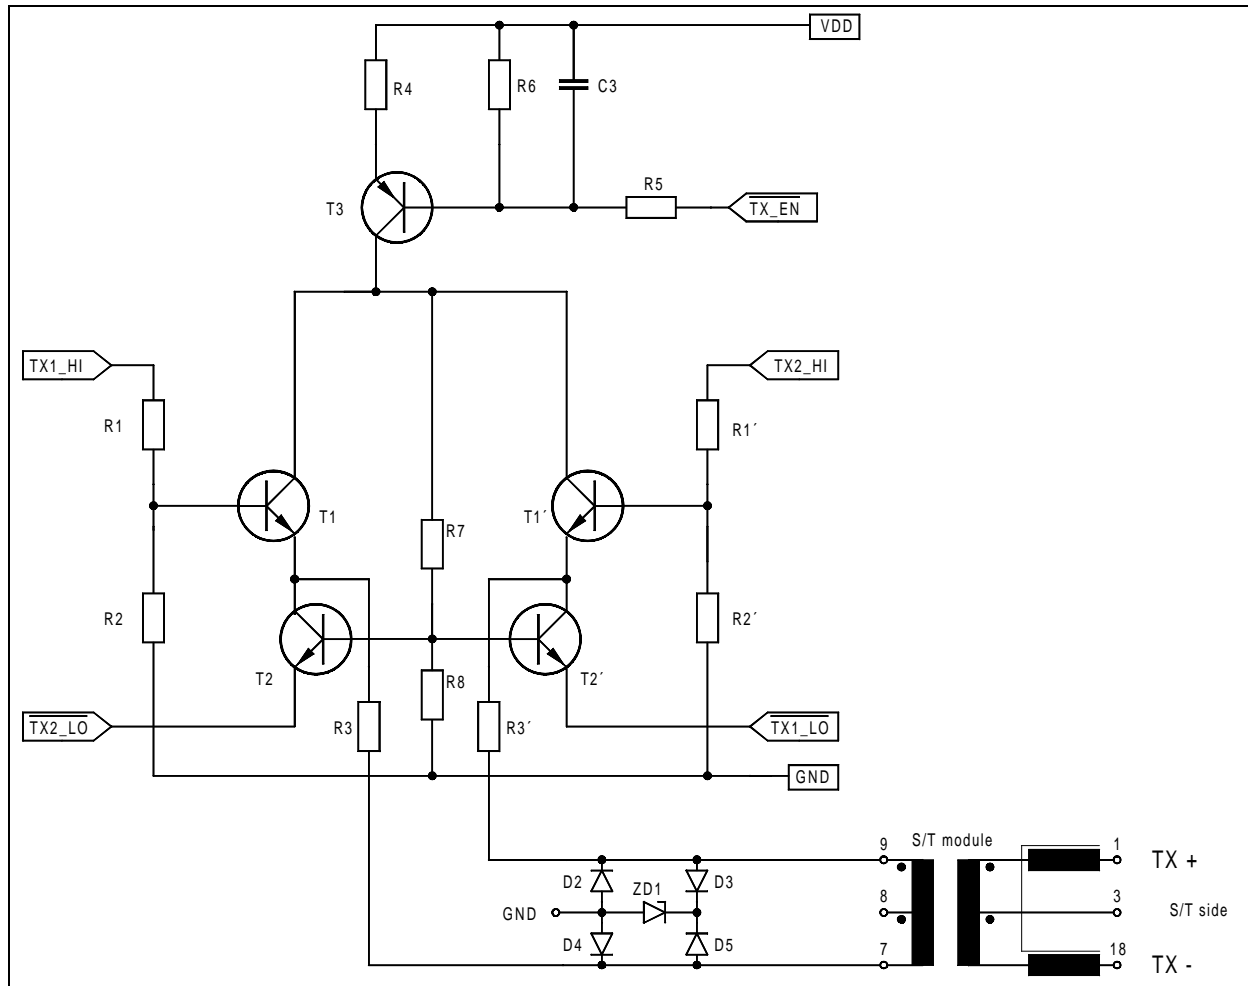 VDD
R4
R6
C3
R5
T3
TX_EN
TX1_HI
TX2_HI
R1
R1´
T1
T1´
R7
R2
R2´
T2
R8
T2´
TX2_LO
R3
R3´
TX1_LO
GND
9
S/T module
1
TX +
D2
ZD1
D3
GND
8
3
S/T side
D4
D5
7
18
TX -